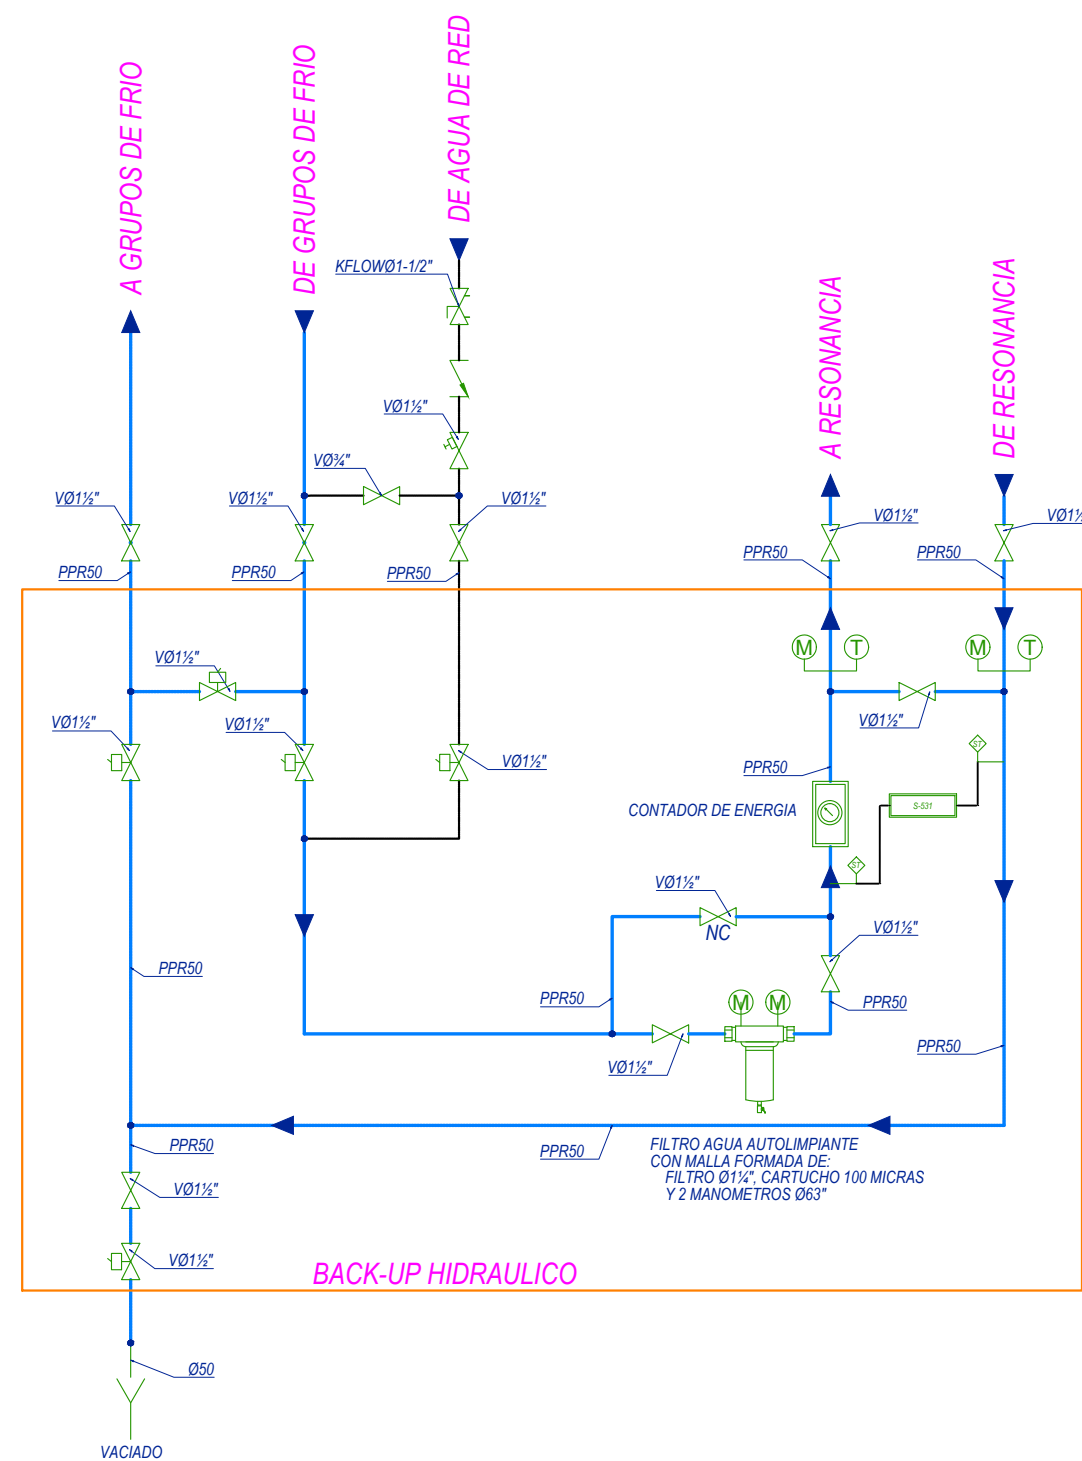 A GRUPOS DE FRIO
DE GRUPOS DE FRIO
DE AGUA DE RED
A RESONANCIA
DE RESONANCIA
KFLOWØ1-1/2"
VØ1½"
VØ¾"
VØ1½"
VØ1½"
VØ1½"
VØ1½"
VØ1½
PPR50
PPR50
PPR50
PPR50
PPR50
M
T
M
T
VØ1½"
VØ1½"
VØ1½"
VØ1½"
VØ1½"
PPR50
ST
CONTADOR DE ENERGIA
S-531
ST
VØ1½"
NC
VØ1½"
PPR50
PPR50
M
M
PPR50
PPR50
VØ1½"
PPR50
PPR50
FILTRO AGUA AUTOLIMPIANTE
CON MALLA FORMADA DE:
FILTRO Ø1¼", CARTUCHO 100 MICRAS
Y 2 MANOMETROS Ø63"
VØ1½"
VØ1½"
BACK-UP HIDRAULICO
Ø50
VACIADO